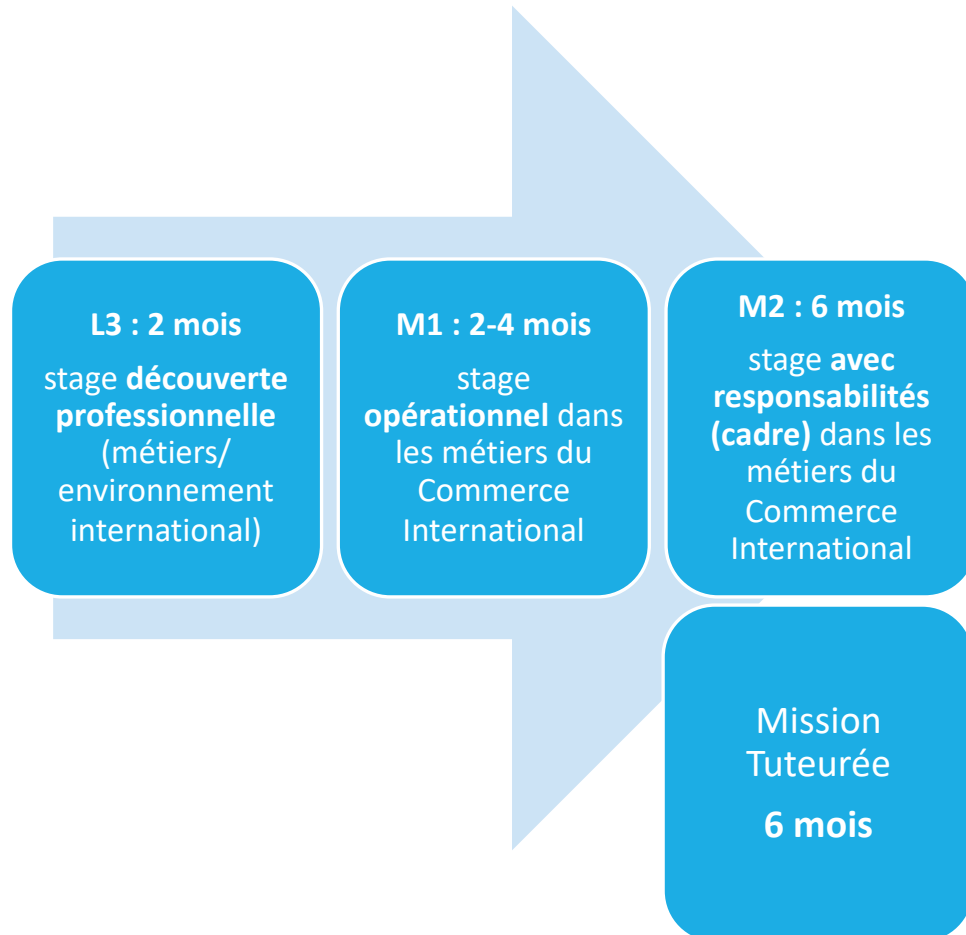 L3 : 2 mois
stage découverte
professionnelle
(métiers/
environnement
international)
M1 : 2-4 mois
stage
opérationnel dans
les métiers du
Commerce
International
M2 : 6 mois
stage avec
responsabilités
(cadre) dans les
métiers du
Commerce
International
Mission
Tuteurée
6 mois